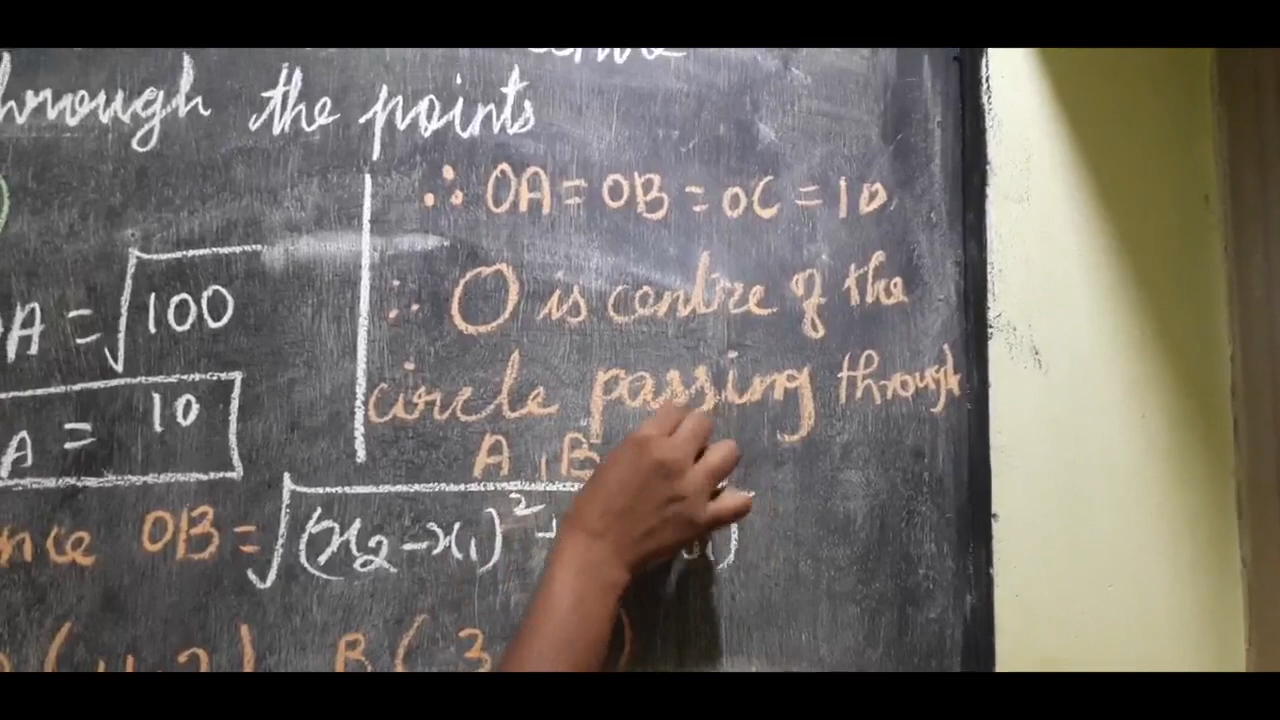 through the points
∴ OA = OB = OC = 10
∴ O is centre of the
circle passing through
A, B
OA = √100
A = 10
OB = √(x₂-x₁)²+
B(3